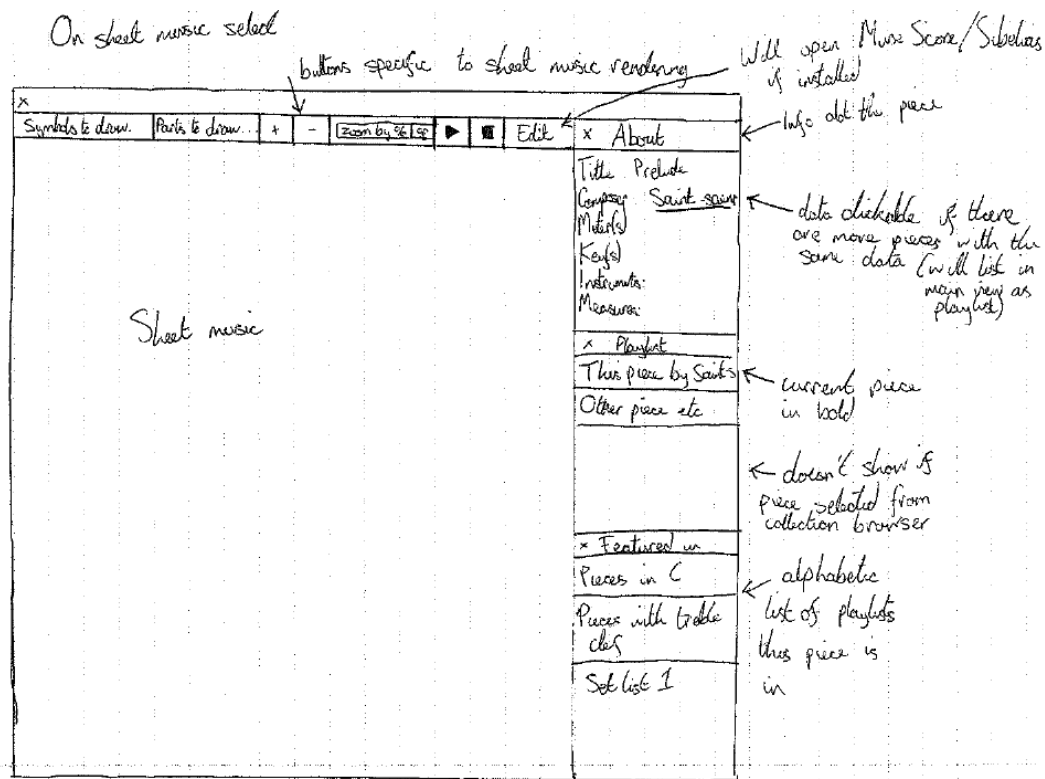 On sheet music select
buttons specific to sheet music rendering
Will open MuseScore/Sibelius
if installed
Info abt the piece
x
Symbols to draw..
Parts to draw...
+
-
zoom by %
Edit
x About
Title Prelude
Composer Saint-saens
Meter(s)
Key(s)
Instruments:
Measures:
data clickable if there
are more pieces with the
same data (will list in
main view as
playlist)
Sheet music
x Playlist
This piece by Saints
Other piece etc
current piece
in bold
doesn't show if
piece selected from
collection browser
x Featured in
Pieces in C
Pieces with treble
clef
Set list 1
alphabetic
list of playlists
this piece is
in